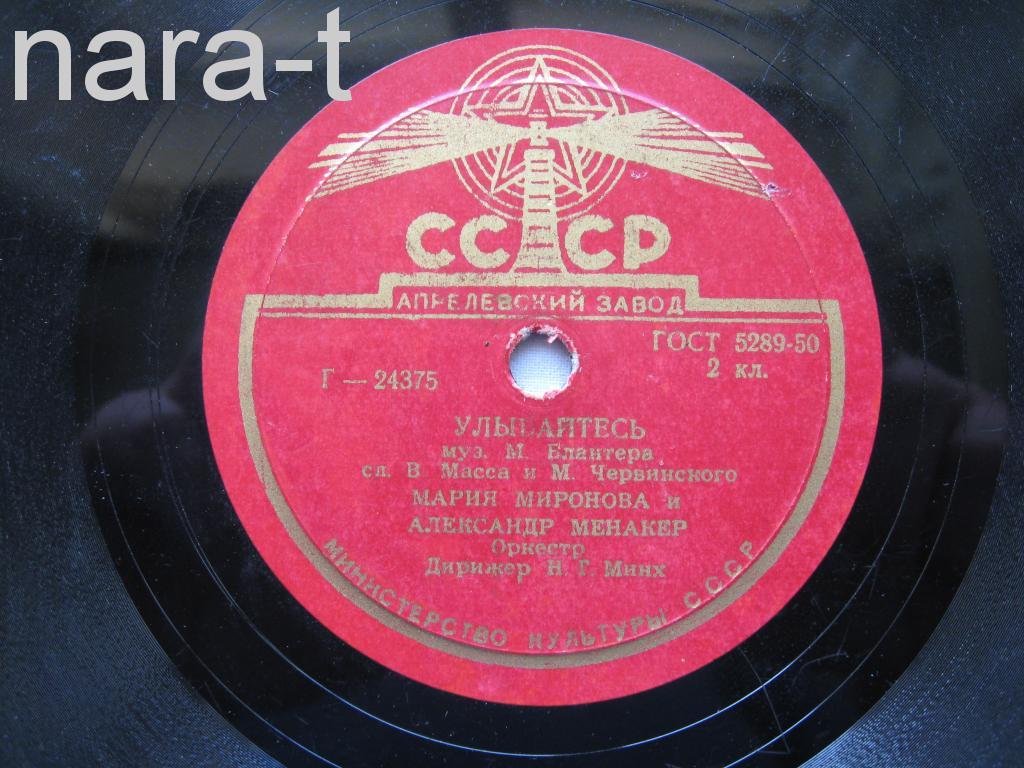 nara-t
СССР
АПРЕЛЕВСКИЙ ЗАВОД
ГОСТ 5289-50
2 кл.
Г — 24375
УЛЫБАЙТЕСЬ
муз. М. Блантера
сл. В Масса и М. Червинского
МАРИЯ МИРОНОВА и
АЛЕКСАНДР МЕНАКЕР
Оркестр
Дирижер Н. Г. Минх
МИНИСТЕРСТВО КУЛЬТУРЫ СССР